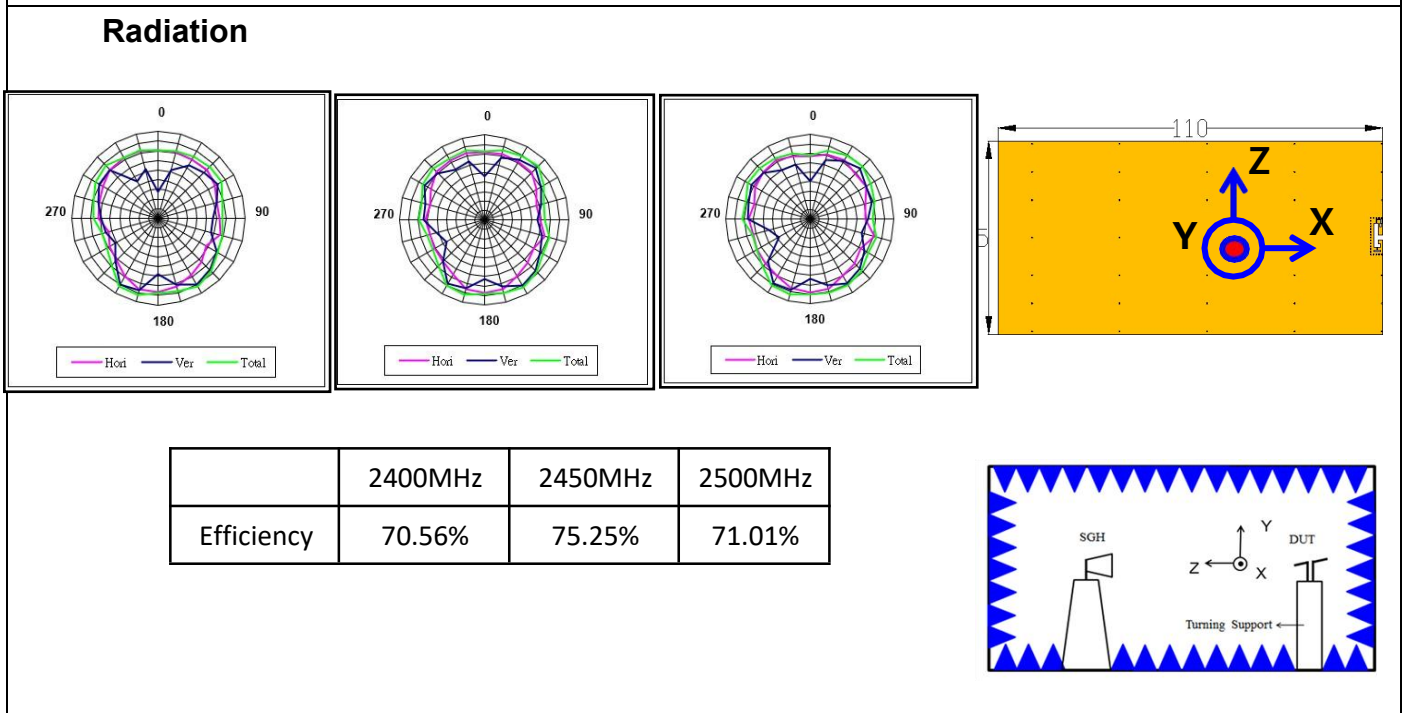 Radiation
0
270
90
180
Hori Ver Total
0
270
90
180
Hori Ver Total
0
270
90
180
Hori Ver Total
110
Z
Y
X
2400MHz 2450MHz 2500MHz
Efficiency 70.56% 75.25% 71.01%
SGH
Y
DUT
Z
X
Turning Support